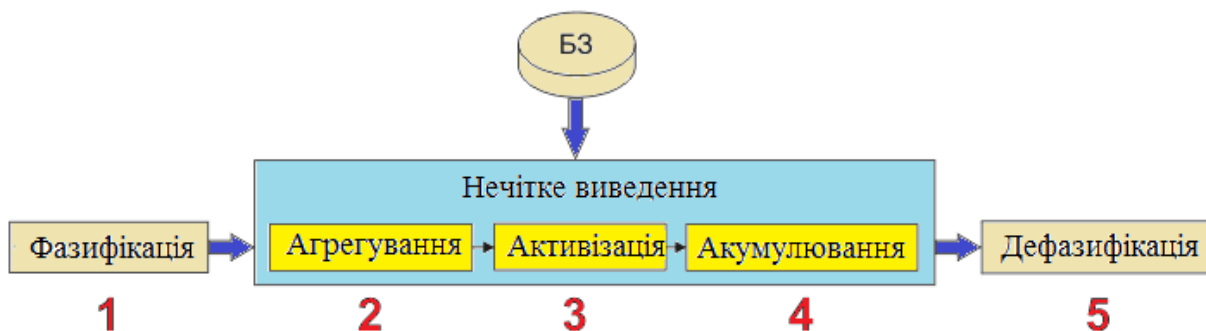 БЗ
Нечітке виведення
Фазифікація
Агрегування
Активізація
Акумулювання
Дефазифікація
1
2
3
4
5